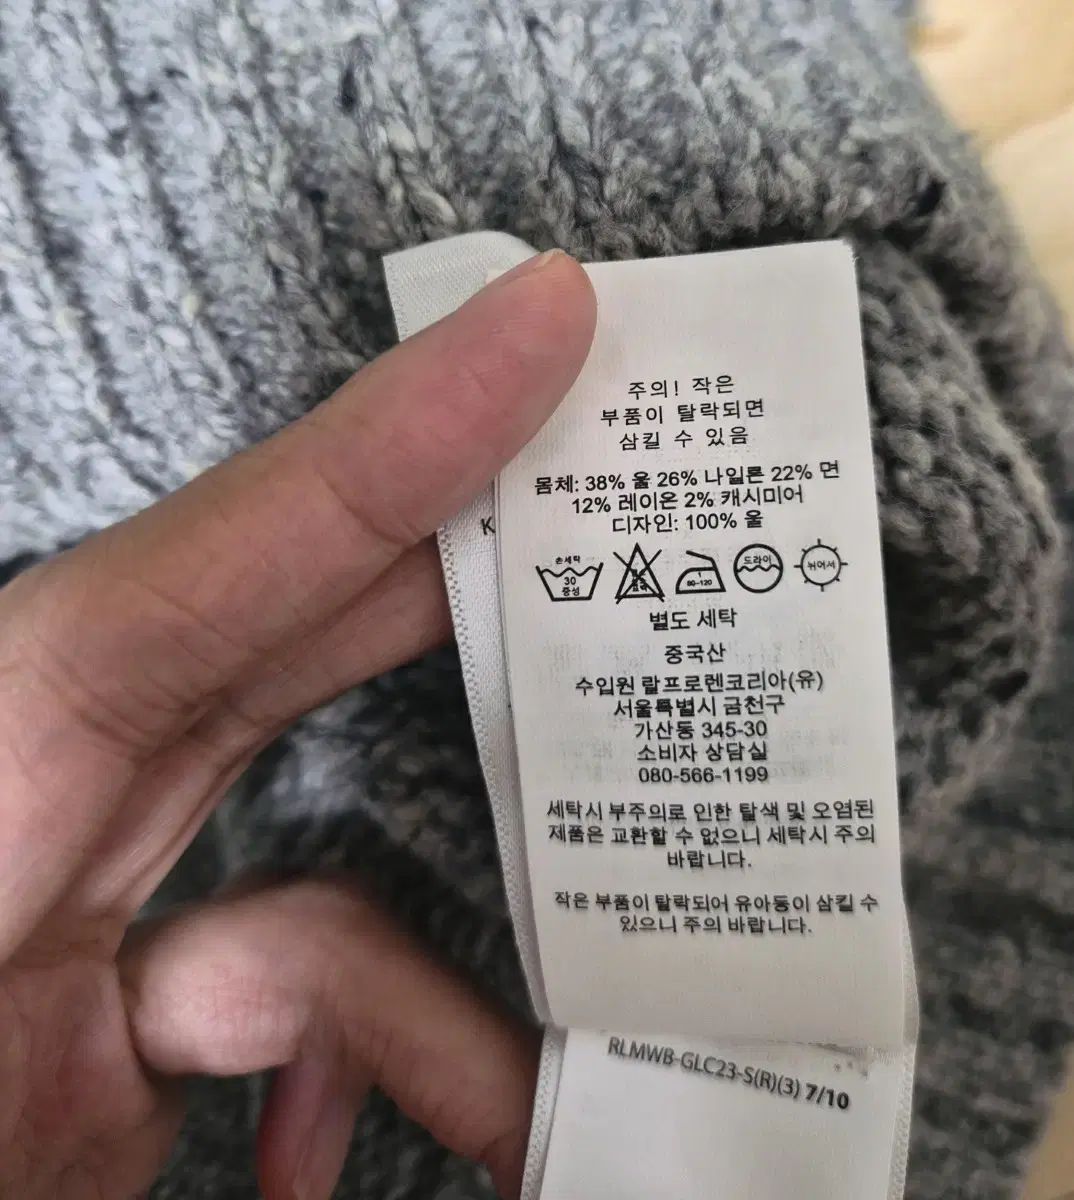 주의! 작은
부품이 탈락되면
삼킬 수 있음
K
몸체: 38% 울 26% 나일론 22% 면
12% 레이온 2% 캐시미어
디자인: 100% 울
손세탁
30
중성
80-120
드라이
뉘어서
별도 세탁
중국산
수입원 랄프로렌코리아(유)
서울특별시 금천구
가산동 345-30
소비자 상담실
080-566-1199
세탁시 부주의로 인한 탈색 및 오염된
제품은 교환할 수 없으니 세탁시 주의
바랍니다.
작은 부품이 탈락되어 유아등이 삼킬 수
있으니 주의 바랍니다.
RLMWB-GLC23-S(R)(3) 7/10